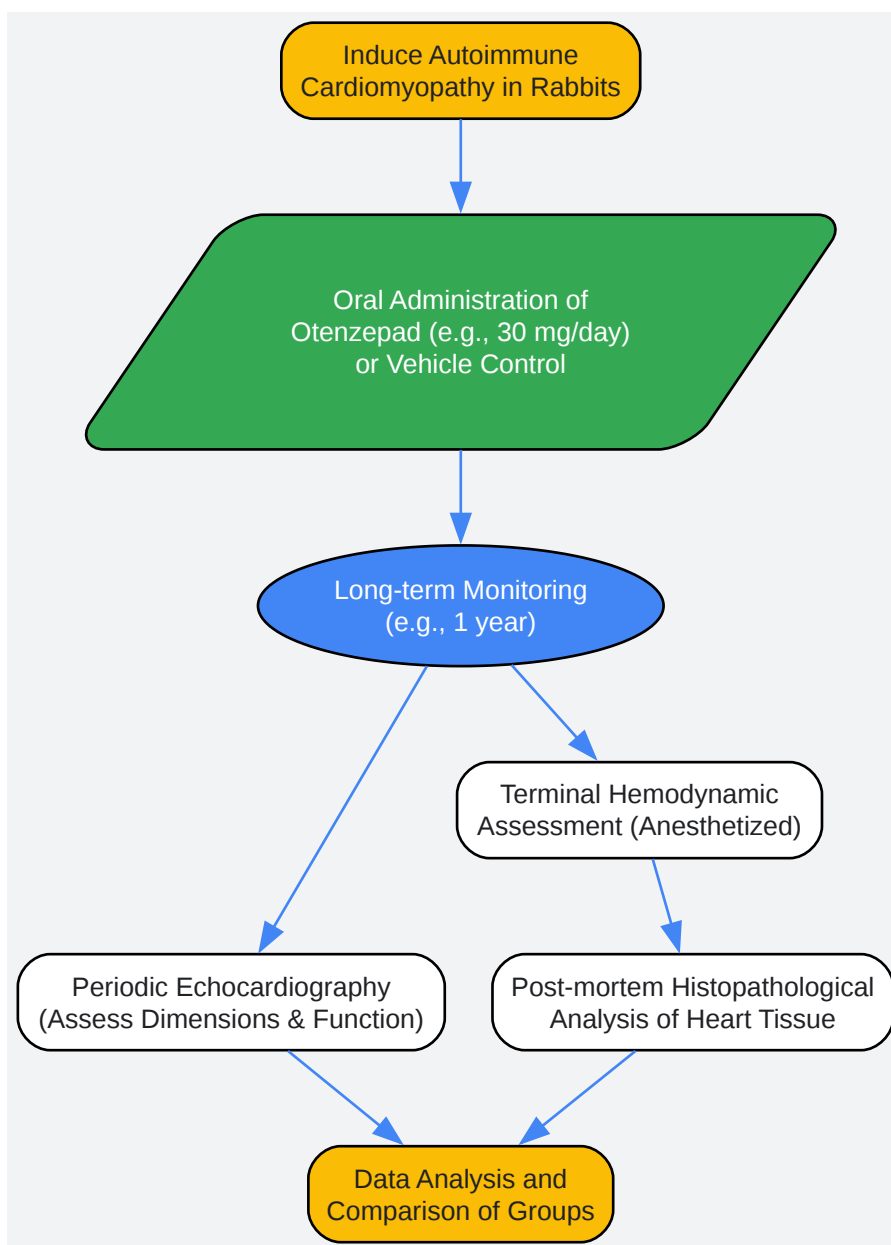 Induce Autoimmune
Cardiomyopathy in Rabbits
Oral Administration of
Otenzepad (e.g., 30 mg/day)
or Vehicle Control
Long-term Monitoring
(e.g., 1 year)
Terminal Hemodynamic
Assessment (Anesthetized)
Periodic Echocardiography
(Assess Dimensions & Function)
Post-mortem Histopathological
Analysis of Heart Tissue
Data Analysis and
Comparison of Groups